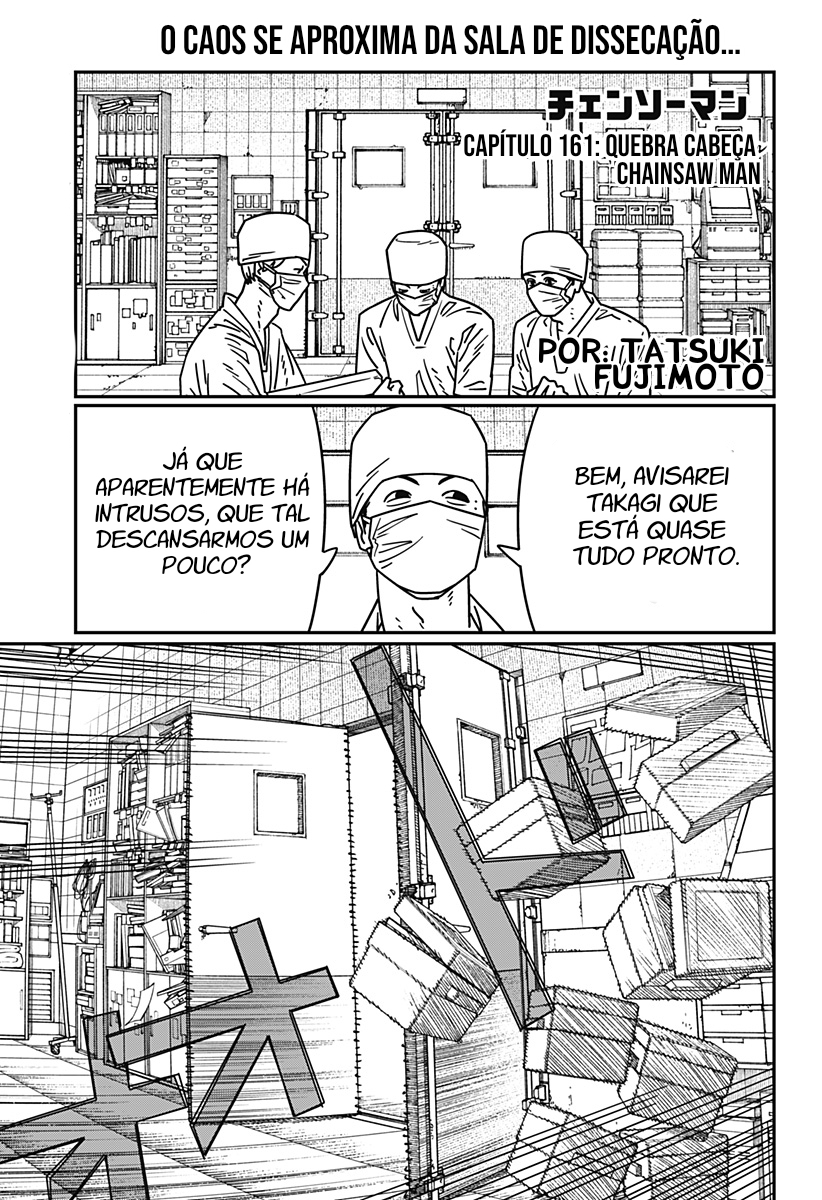 O CAOS SE APROXIMA DA SALA DE DISSECAÇÃO...
チェンソーマン
CAPÍTULO 161: QUEBRA CABEÇA
CHAINSAW MAN
POR: TATSUKI
FUJIMOTO
BEM, AVISAREI
TAKAGI QUE
ESTÁ QUASE
TUDO PRONTO.
JÁ QUE
APARENTEMENTE HÁ
INTRUSOS, QUE TAL
DESCANSARMOS UM
POUCO?